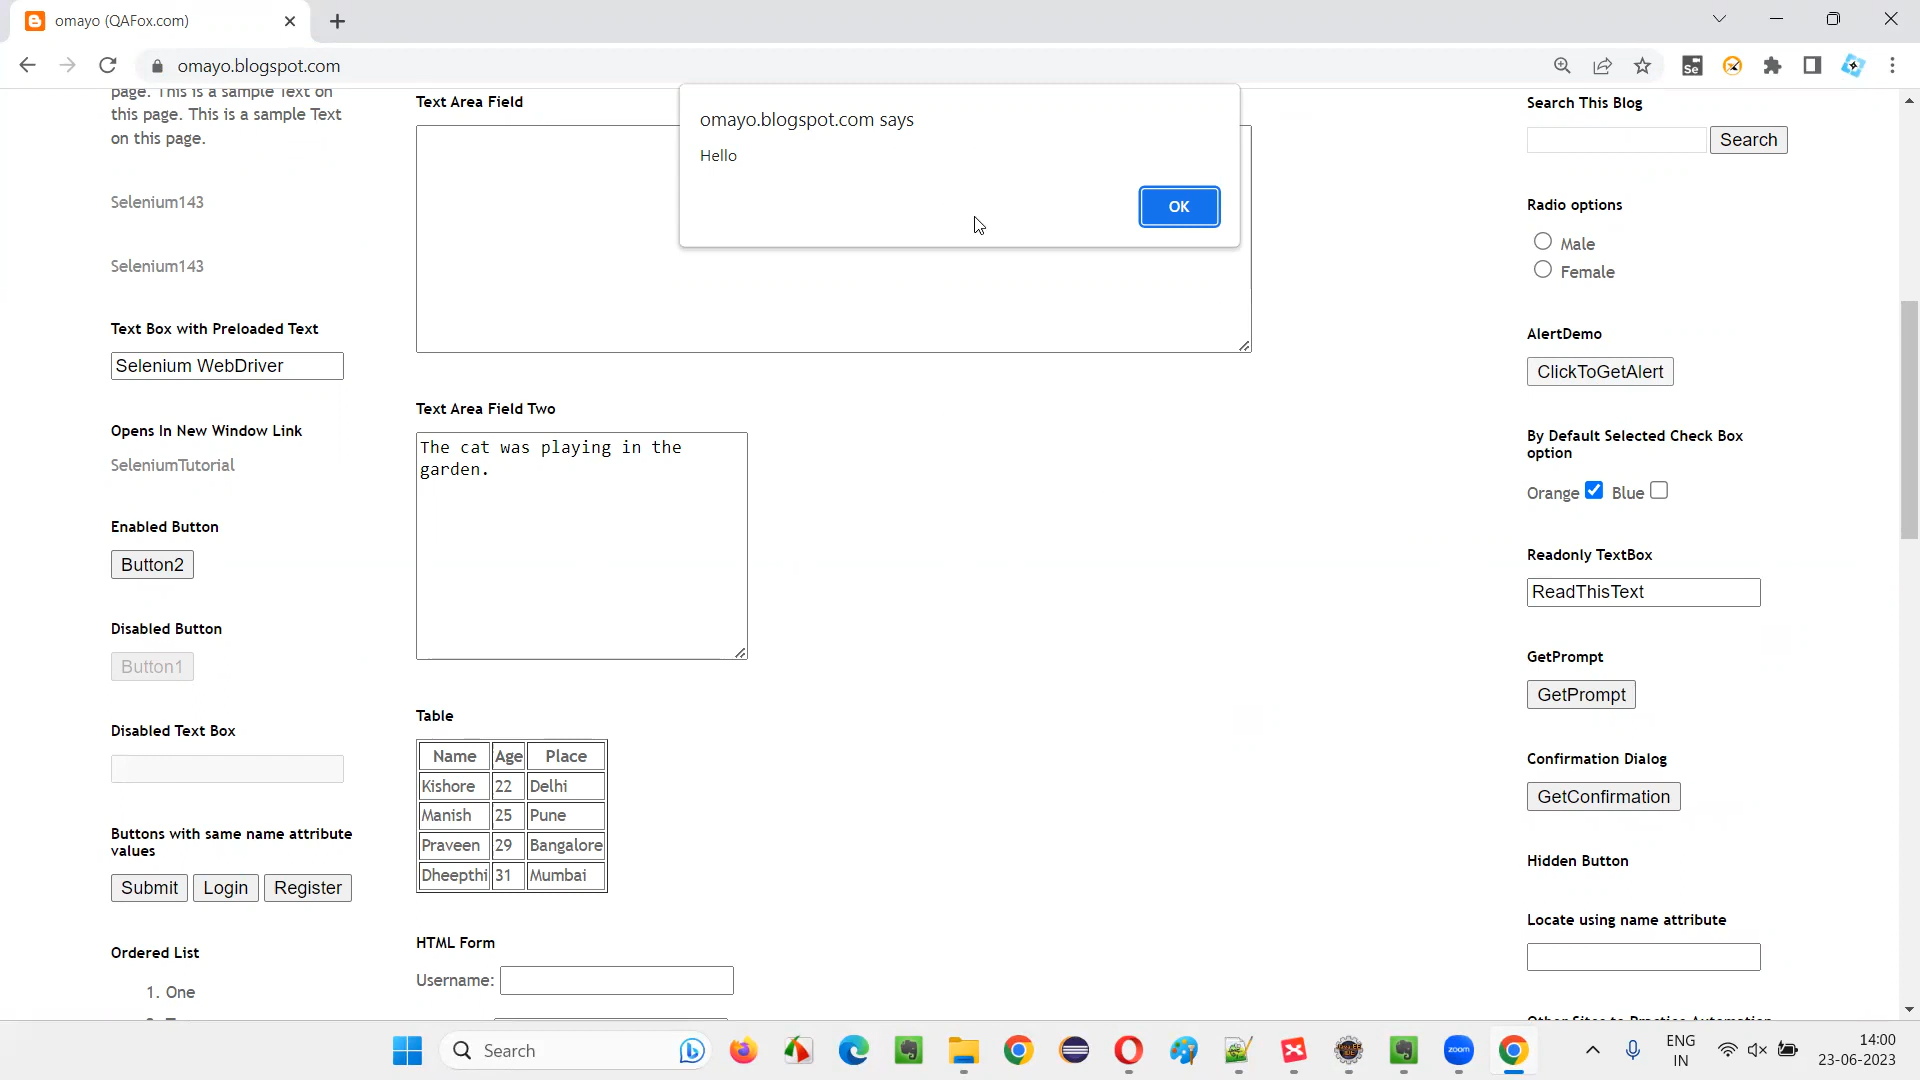 omayo (QAFox.com)
omayo.blogspot.com
page. This is a sample Text on
this page. This is a sample Text
on this page.
Selenium143
Selenium143
Text Box with Preloaded Text
Selenium WebDriver
Opens In New Window Link
SeleniumTutorial
Enabled Button
Button2
Disabled Button
Button1
Disabled Text Box
Buttons with same name attribute
values
Submit Login Register
Ordered List
1. One
Text Area Field
omayo.blogspot.com says
Hello
OK
Text Area Field Two
The cat was playing in the
garden.
Table
Name Age Place
Kishore 22 Delhi
Manish 25 Pune
Praveen 29 Bangalore
Dheepthi 31 Mumbai
HTML Form
Username:
Search This Blog
Search
Radio options
Male
Female
AlertDemo
ClickToGetAlert
By Default Selected Check Box
option
Orange Blue
Readonly TextBox
ReadThisText
GetPrompt
GetPrompt
Confirmation Dialog
GetConfirmation
Hidden Button
Locate using name attribute
Other Sites to Practice Automation
Search
zoom
ENG
IN
14:00
23-06-2023